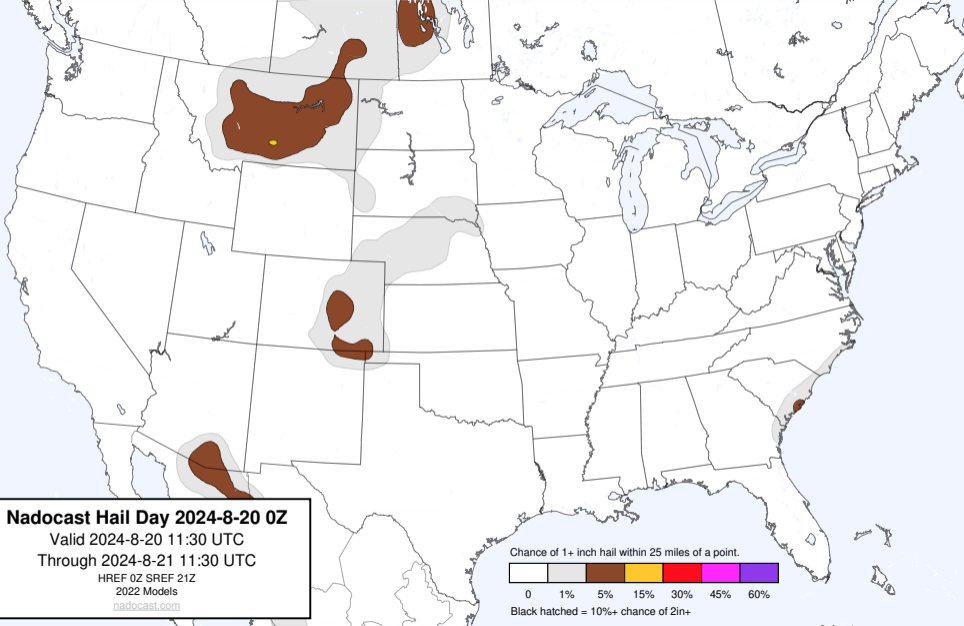 Nadocast Hail Day 2024-8-20 0Z
Valid 2024-8-20 11:30 UTC
Through 2024-8-21 11:30 UTC
HREF 0Z SREF 21Z
2022 Models
nadocast.com
Chance of 1+ inch hail within 25 miles of a point.
0 1% 5% 15% 30% 45% 60%
Black hatched = 10%+ chance of 2in+